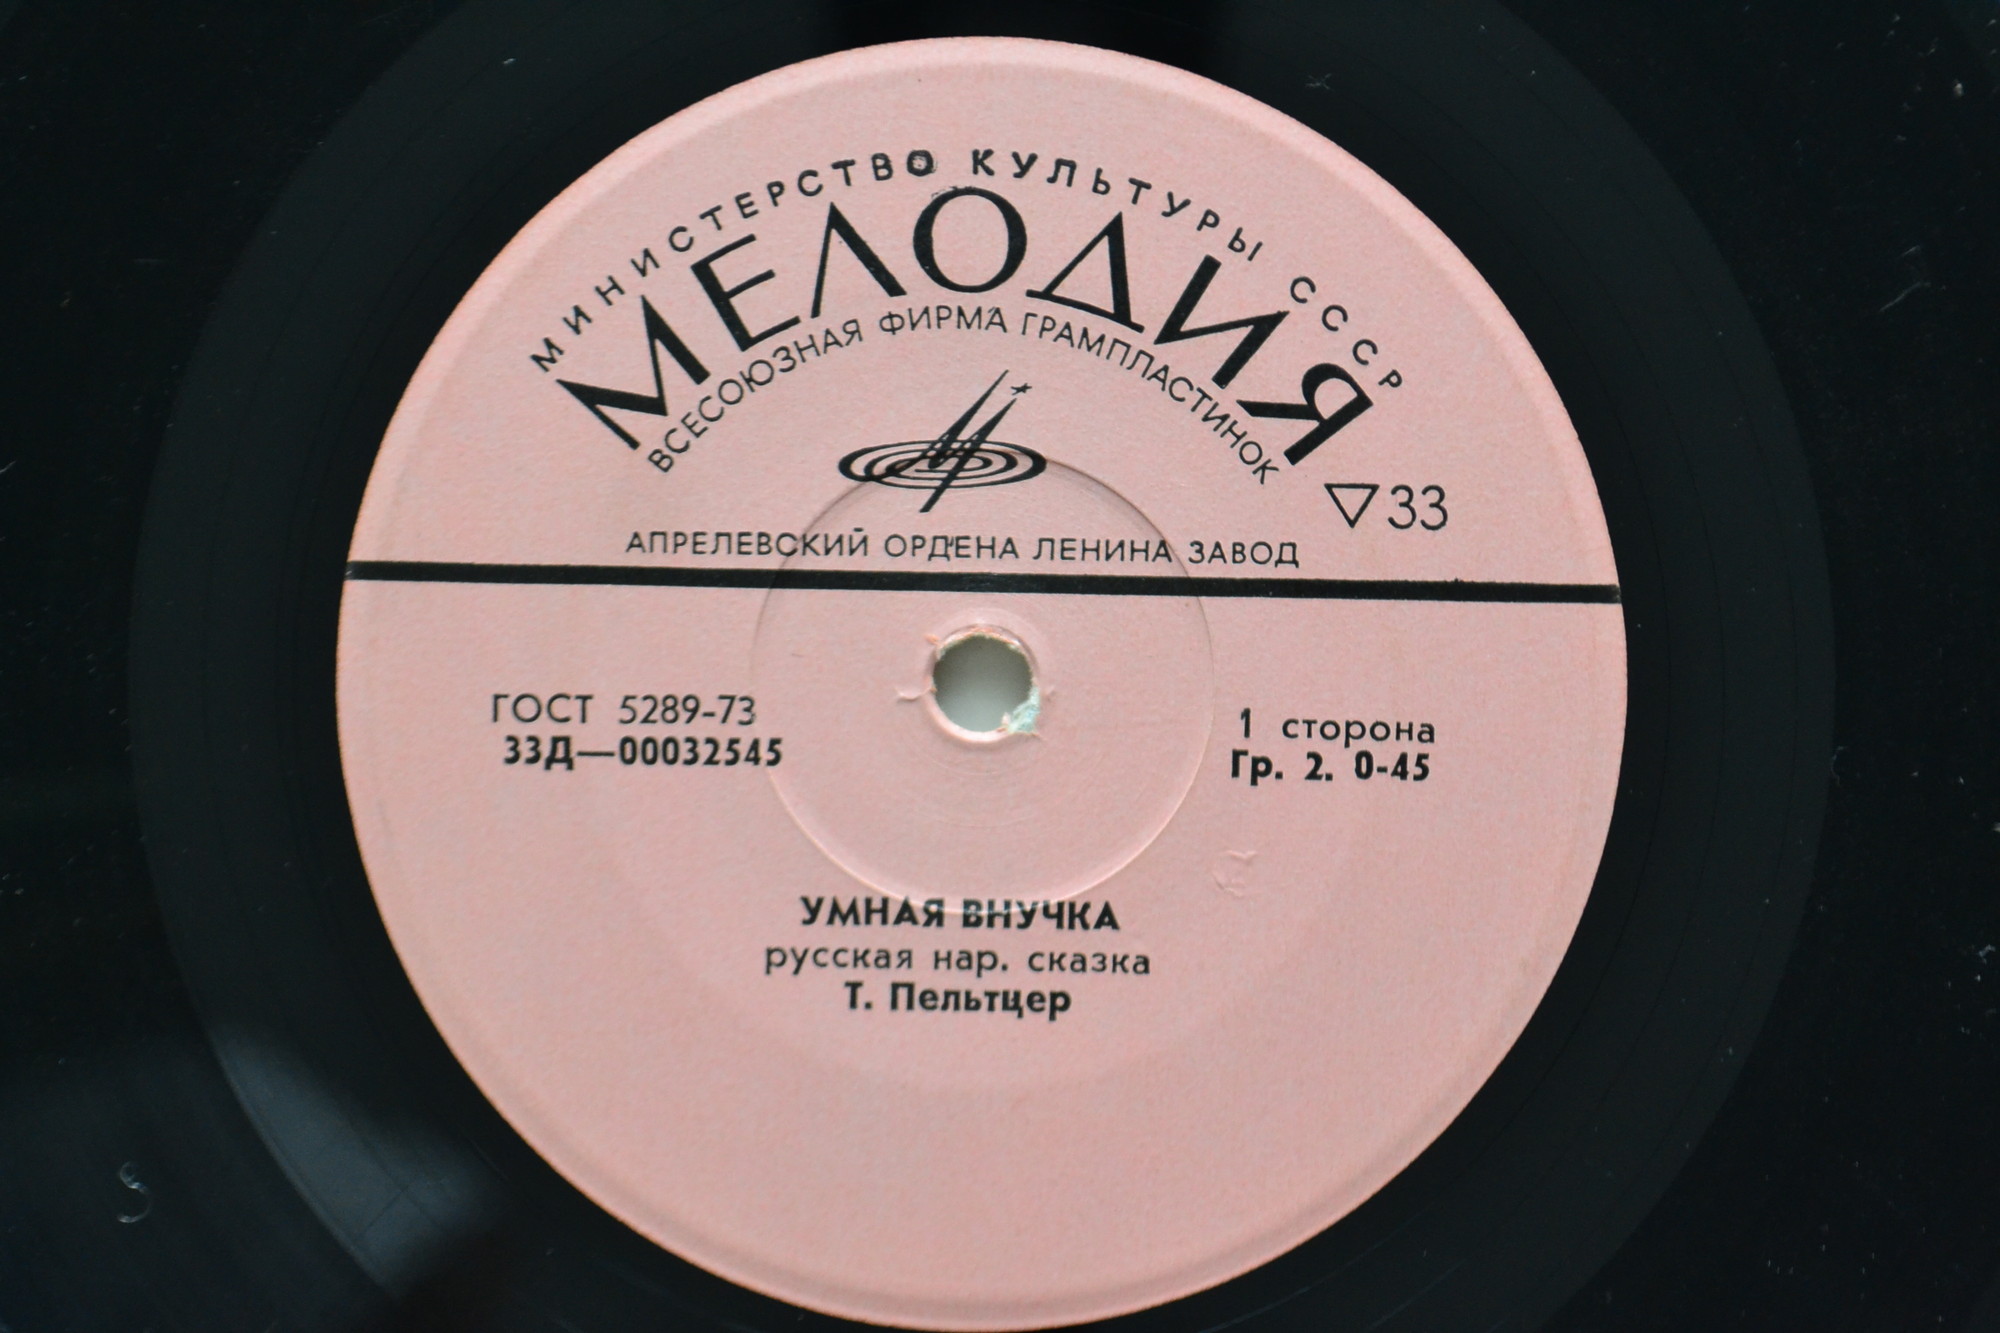 МИНИСТЕРСТВО КУЛЬТУРЫ СССР
МЕЛОДИЯ
ВСЕСОЮЗНАЯ ФИРМА ГРАМПЛАСТИНОК
▽33
АПРЕЛЕВСКИЙ ОРДЕНА ЛЕНИНА ЗАВОД
ГОСТ 5289-73
33Д—00032545
1 сторона
Гр. 2. 0-45
УМНАЯ ВНУЧКА
русская нар. сказка
Т. Пельтцер